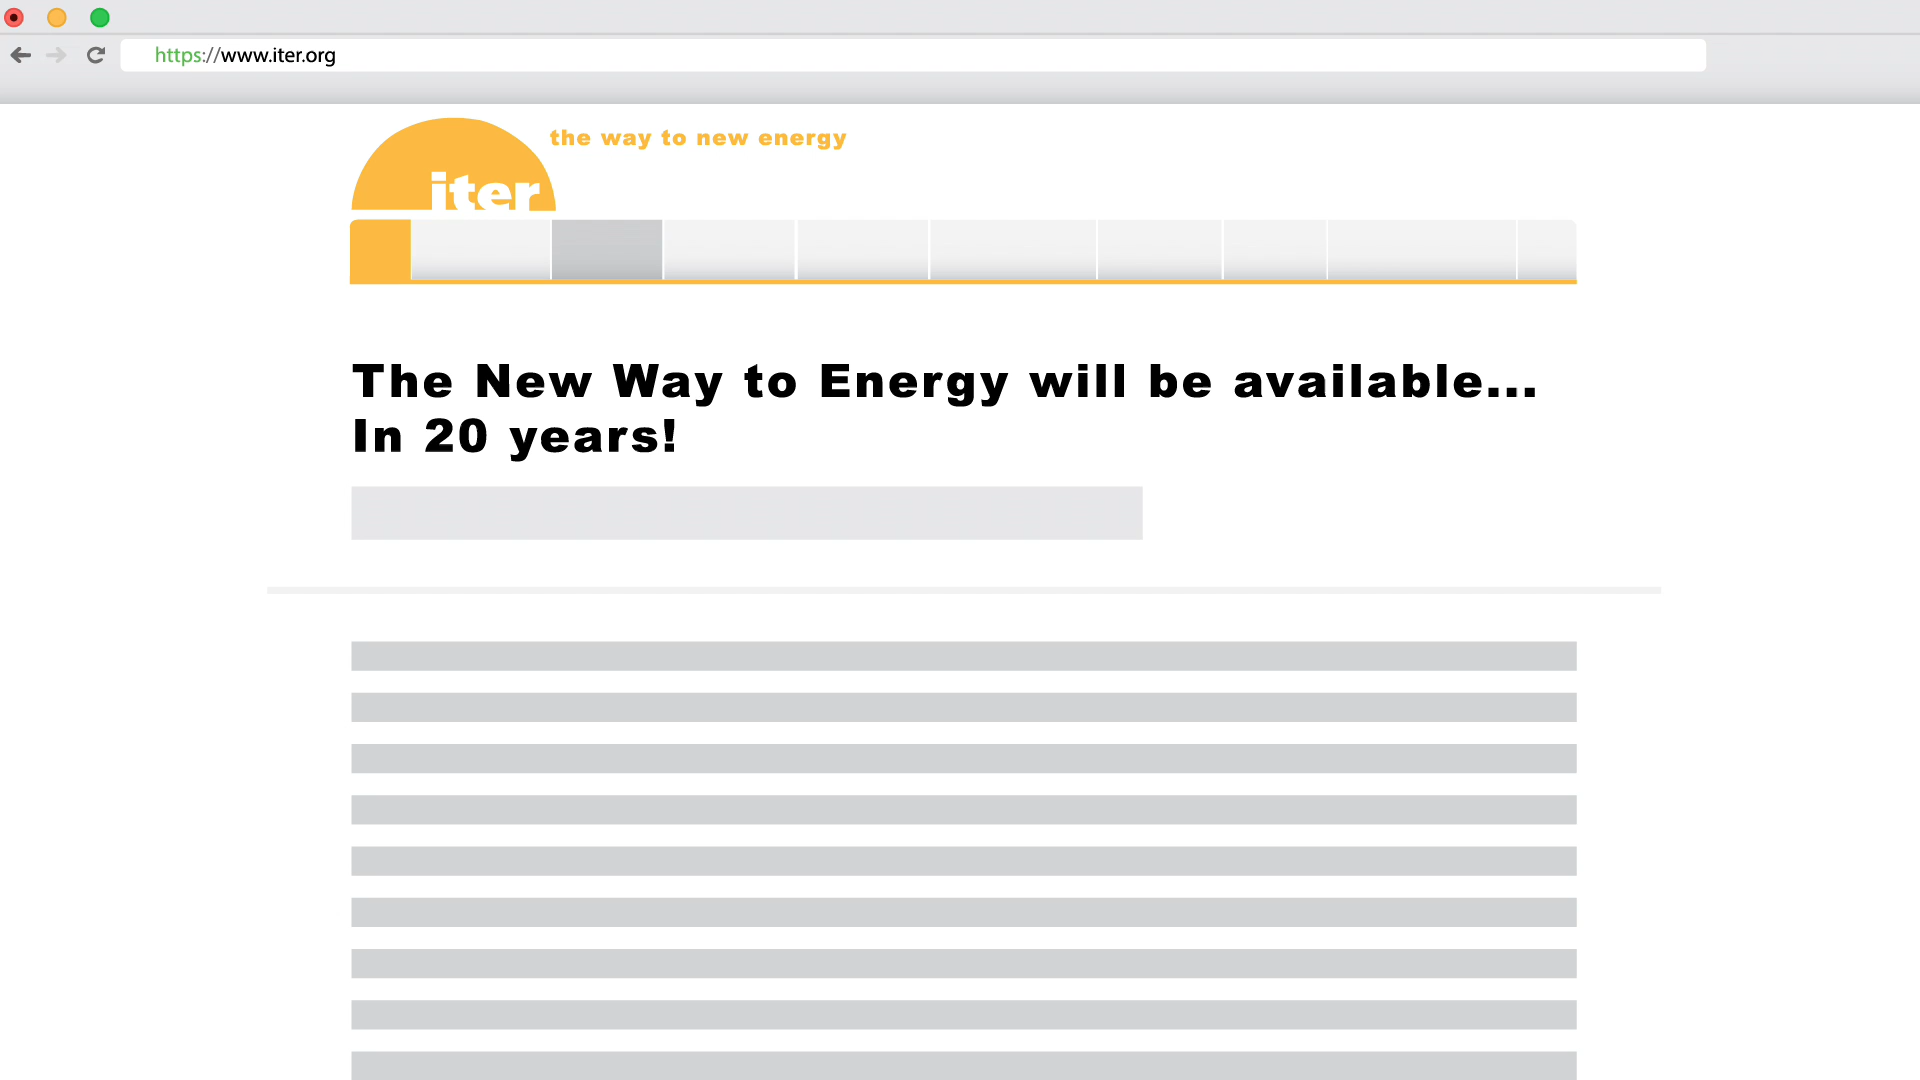 https://www.iter.org
the way to new energy
iter
The New Way to Energy will be available...
In 20 years!